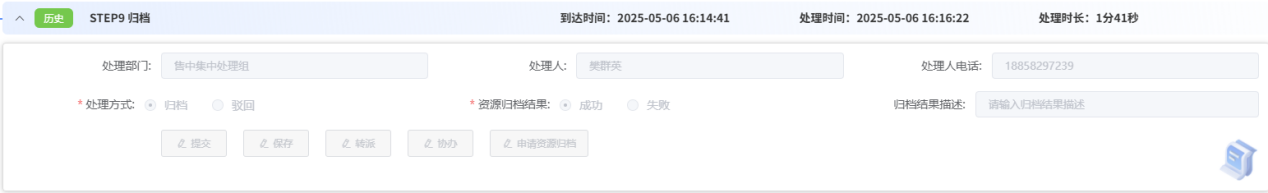 历史 STEP9 归档 到达时间：2025-05-06 16:14:41 处理时间：2025-05-06 16:16:22 处理时长：1分41秒
处理部门: 售中集中处理组 处理人: 樊群英 处理人电话: 18858297239
* 处理方式: 归档 驳回 * 资源归档结果: 成功 失败 归档结果描述: 请输入归档结果描述
提交 保存 转派 协办 申请资源归档